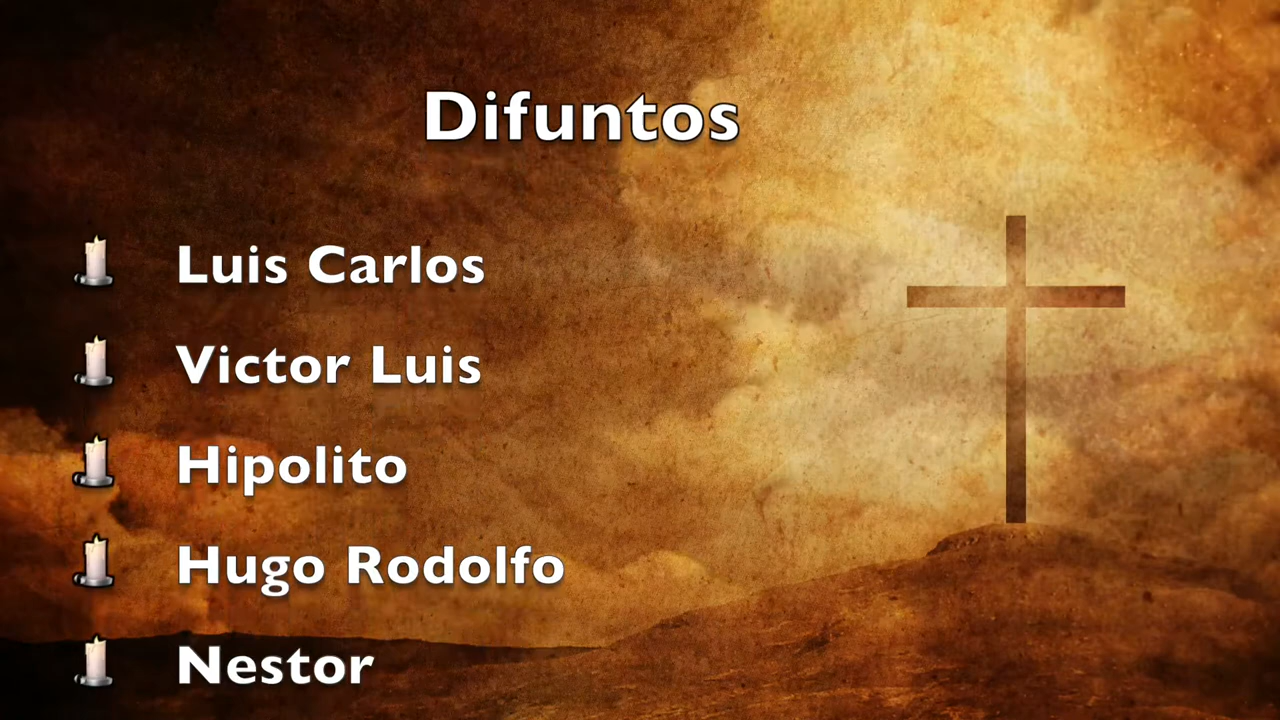 Difuntos
Luis Carlos
Victor Luis
Hipolito
Hugo Rodolfo
Nestor